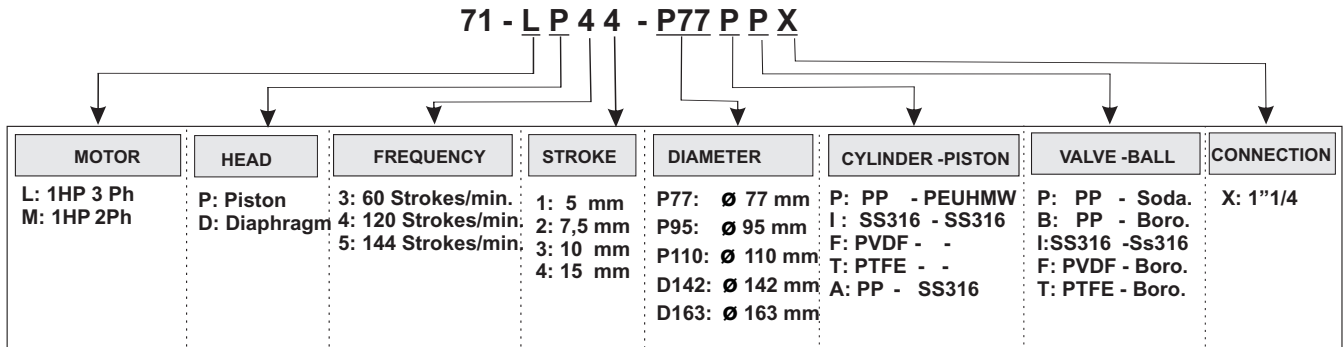 71 - L P 4 4 - P77 P P X
MOTOR
L: 1HP 3 Ph
M: 1HP 2Ph
HEAD
P: Piston
D: Diaphragm
FREQUENCY
3: 60 Strokes/min.
4: 120 Strokes/min.
5: 144 Strokes/min.
STROKE
1: 5 mm
2: 7,5 mm
3: 10 mm
4: 15 mm
DIAMETER
P77: Ø 77 mm
P95: Ø 95 mm
P110: Ø 110 mm
D142: Ø 142 mm
D163: Ø 163 mm
CYLINDER -PISTON
P: PP - PEUHMW
I : SS316 - SS316
F: PVDF - -
T: PTFE - -
A: PP - SS316
VALVE -BALL
P: PP - Soda.
B: PP - Boro.
I:SS316 -Ss316
F: PVDF - Boro.
T: PTFE - Boro.
CONNECTION
X: 1”1/4